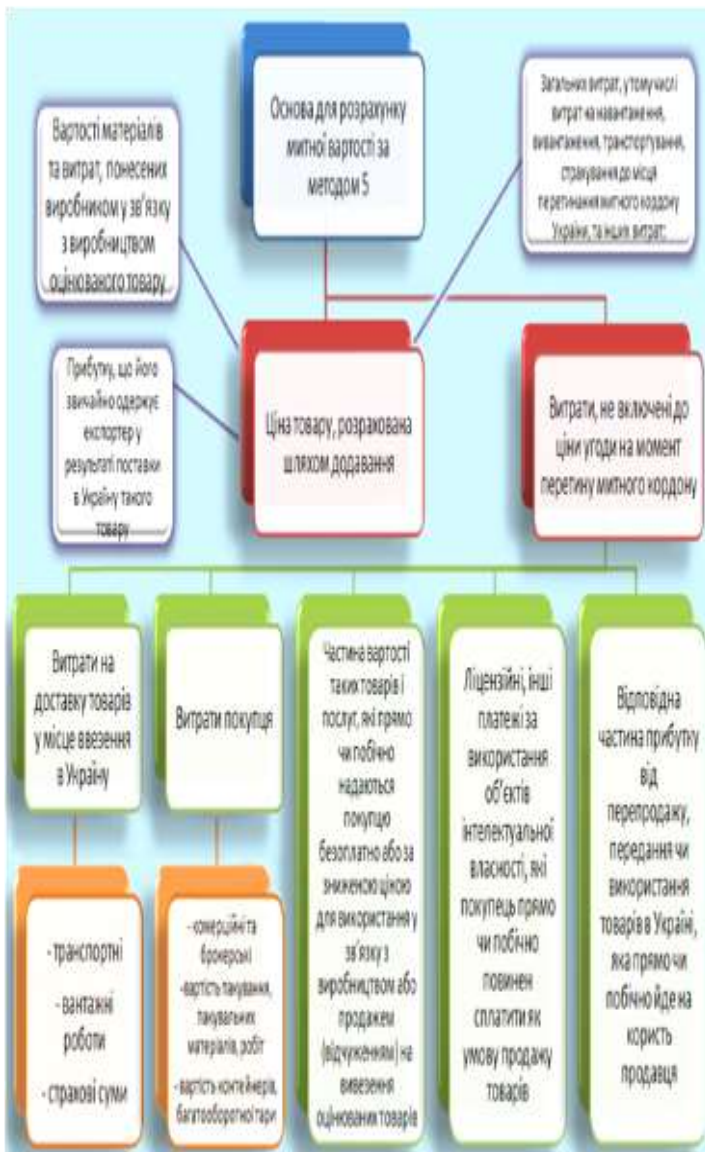 Основа для розрахунку
митної вартості за
методом 5
Вартості матеріалів
та витрат, понесених
виробником у зв'язку
з виробництвом
оцінюваного товару
Загальних витрат, у тому числі
витрат на навантаження,
вивантаження, транспортування,
страхування до місця
перетинання митного кордону
України, та інших витрат;
Прибутку, що його
звичайно одержує
експортер у
результаті поставки
в Україну такого
товару
Ціна товару, розрахована
шляхом додавання
Витрати, не включені до
ціни угоди на момент
перетину митного кордону
Витрати на
доставку товарів
у місце ввезення
в Україну
Витрати покупця
Частина вартості
таких товарів і
послуг, які прямо
чи побічно
надаються
покупцю
безоплатно або за
зниженою ціною
для використання у
зв'язку з
виробництвом або
продажем
(відчуженням) на
вивезення
оцінюваних товарів
Ліцензійні, інші
платежі за
використання
об'єктів
інтелектуальної
власності, які
покупець прямо
чи побічно
повинен
сплатити як
умову продажу
товарів
Відповідна
частина прибутку
від
перепродажу,
передання чи
використання
товарів в Україні,
яка прямо чи
побічно йде на
користь
продавця
- транспортні
- вантажні
роботи
- страхові суми
- комерційні та
брокерські
-вартість пакування,
пакувальних
матеріалів, робіт
- вартість контейнерів,
багатооборотної тари